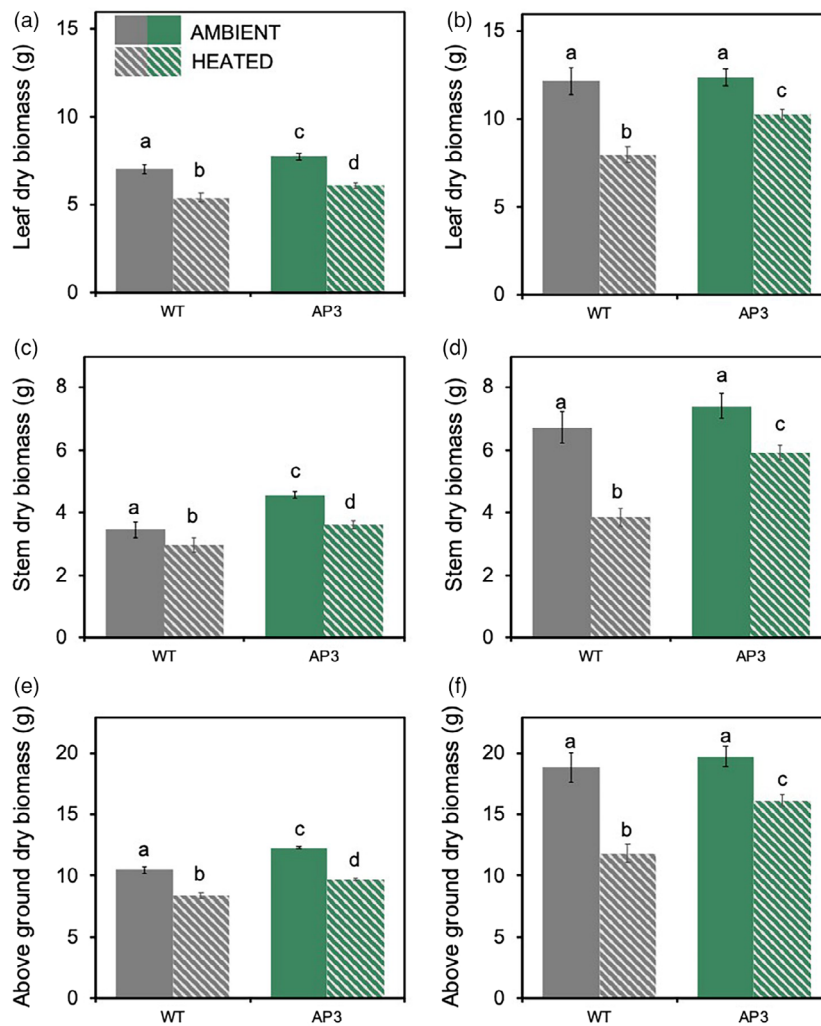 (a)
Leaf dry biomass (g)
15
10
5
0
AMBIENT
HEATED
a
b
c
d
WT
AP3
(b)
Leaf dry biomass (g)
15
10
5
0
a
b
a
c
WT
AP3
(c)
Stem dry biomass (g)
8
6
4
2
0
a
b
c
d
WT
AP3
(d)
Stem dry biomass (g)
8
6
4
2
0
a
b
a
c
WT
AP3
(e)
Above ground dry biomass (g)
20
15
10
5
0
a
b
c
d
WT
AP3
(f)
Above ground dry biomass (g)
20
15
10
5
0
a
b
a
c
WT
AP3